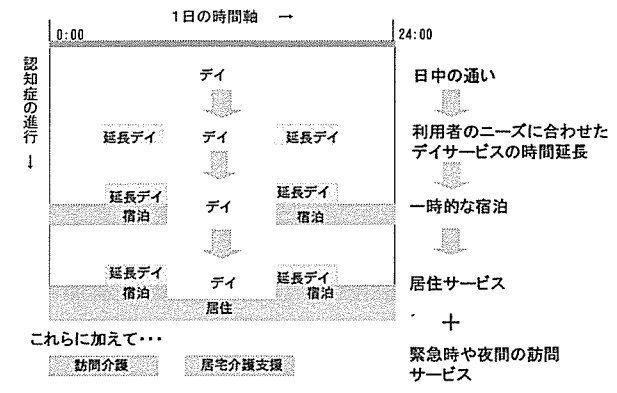 1日の時間軸 →
0:00
24:00
認知症の進行 →
デイ
日中の通い
延長デイ デイ 延長デイ
利用者のニーズに合わせた
デイサービスの時間延長
延長デイ デイ 延長デイ
宿泊 宿泊
一時的な宿泊
延長デイ デイ 延長デイ
宿泊 宿泊
居住
居住サービス
+
これらに加えて・・・
訪問介護 居宅介護支援
緊急時や夜間の訪問
サービス